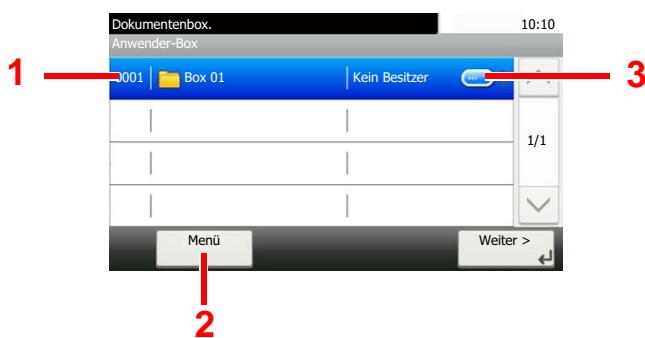 Dokumentenbox. 10:10
Anwender-Box
1 0001 Box 01 Kein Besitzer ... 3
1/1
Menü Weiter >
2